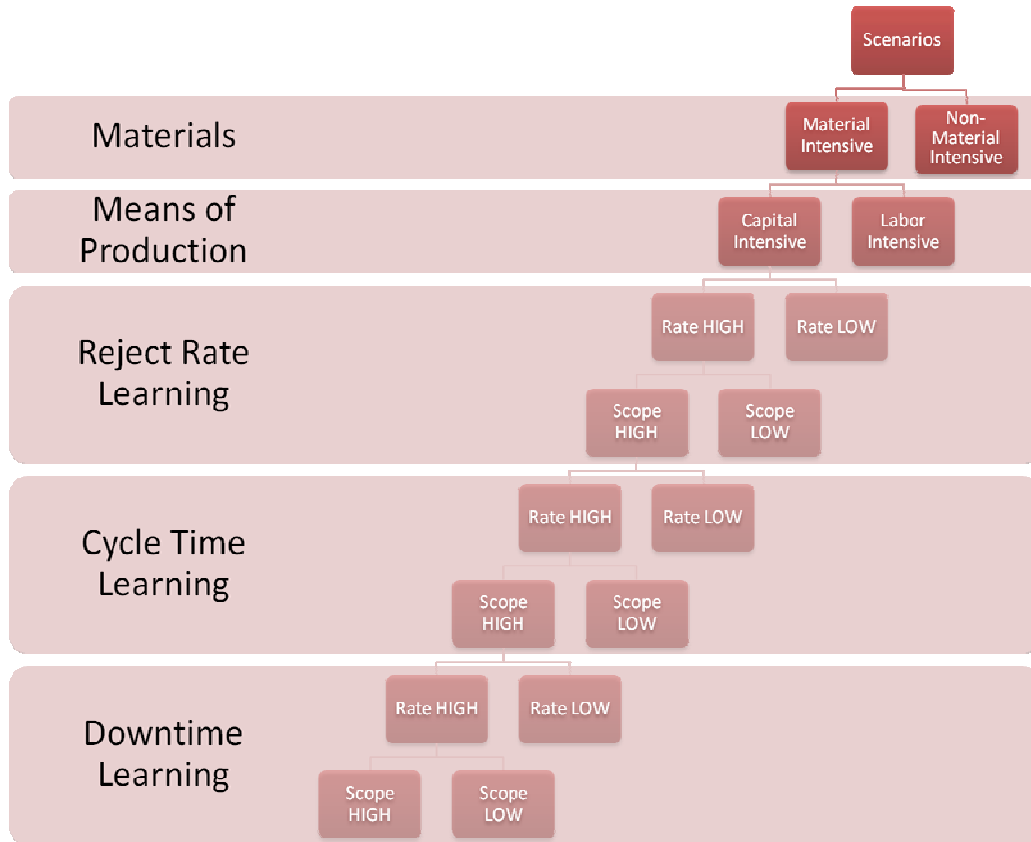 Scenarios
Materials
Material
Intensive
Non-
Material
Intensive
Means of
Production
Capital
Intensive
Labor
Intensive
Reject Rate
Learning
Rate HIGH
Rate LOW
Scope
HIGH
Scope
LOW
Cycle Time
Learning
Rate HIGH
Rate LOW
Scope
HIGH
Scope
LOW
Downtime
Learning
Rate HIGH
Rate LOW
Scope
HIGH
Scope
LOW